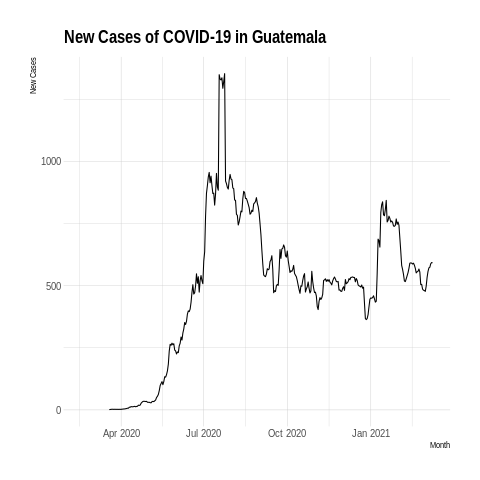 New Cases of COVID-19 in Guatemala
New Cases
1000
500
0
Apr 2020 Jul 2020 Oct 2020 Jan 2021
Month